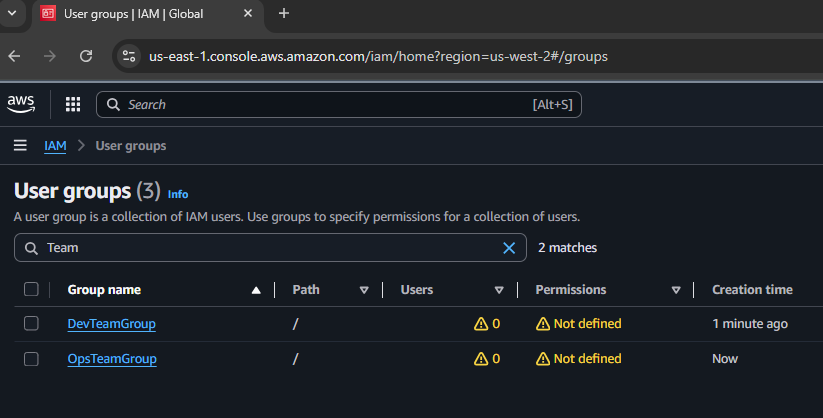 User groups | IAM | Global
us-east-1.console.aws.amazon.com/iam/home?region=us-west-2#/groups
aws Search [Alt+S]
IAM > User groups
User groups (3) Info
A user group is a collection of IAM users. Use groups to specify permissions for a collection of users.
Team 2 matches
Group name Path Users Permissions Creation time
DevTeamGroup / 0 Not defined 1 minute ago
OpsTeamGroup / 0 Not defined Now